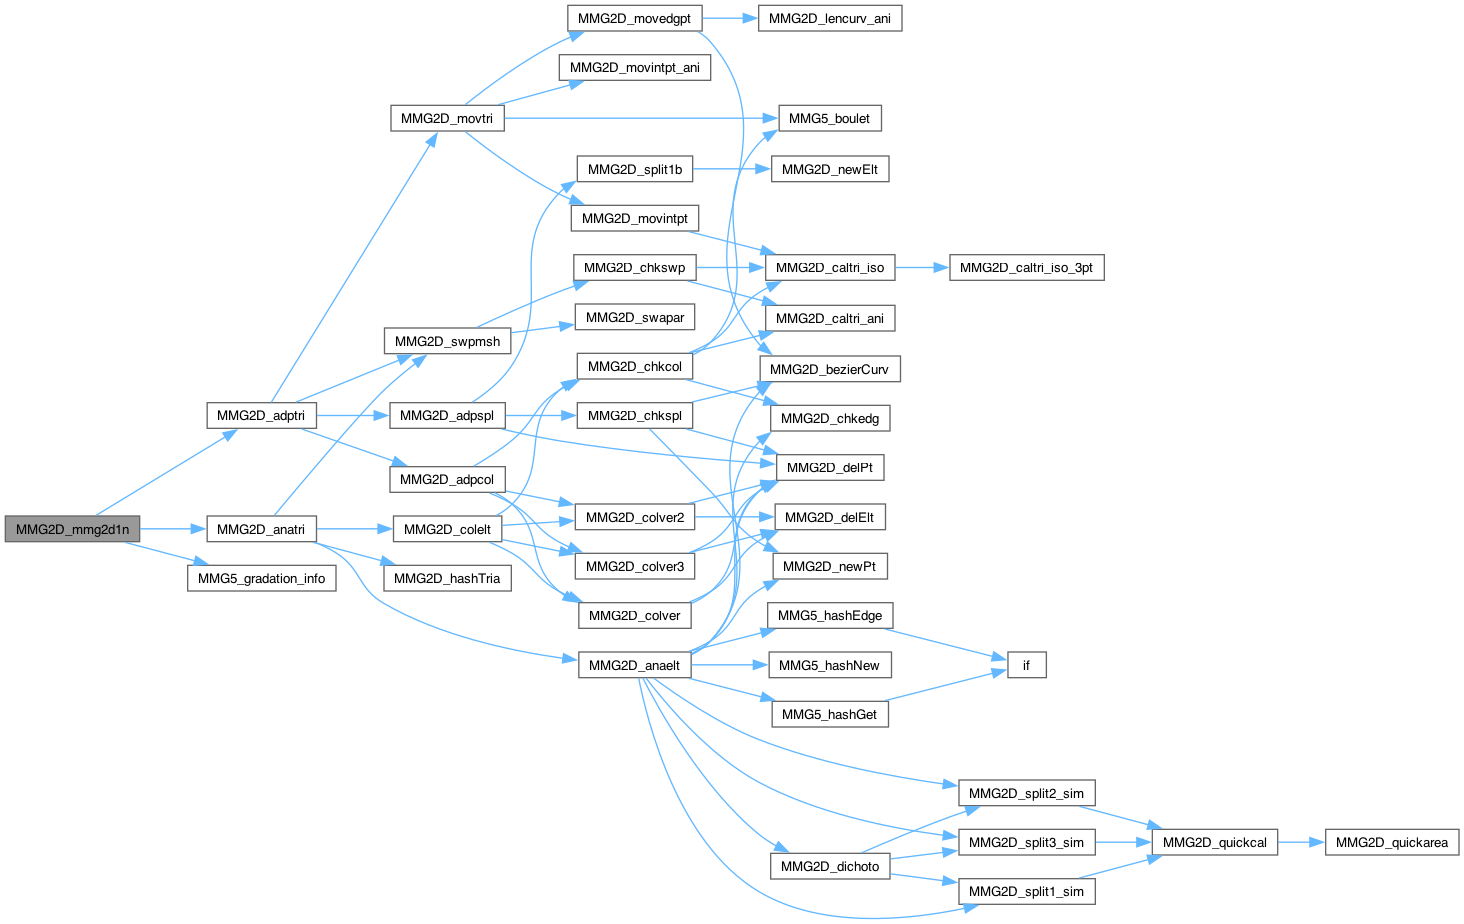 MMG2D_movedgpt
MMG2D_lencurv_ani
MMG2D_movintpt_ani
MMG2D_movtri
MMG5_boulet
MMG2D_split1b
MMG2D_newElt
MMG2D_movintpt
MMG2D_chkswp
MMG2D_caltri_iso
MMG2D_caltri_iso_3pt
MMG2D_swapar
MMG2D_caltri_ani
MMG2D_swpmsh
MMG2D_chkcol
MMG2D_bezierCurv
MMG2D_adptri
MMG2D_adpspl
MMG2D_chkspl
MMG2D_chkedg
MMG2D_adpcol
MMG2D_delPt
MMG2D_mmg2d1n
MMG2D_anatri
MMG2D_colelt
MMG2D_colver2
MMG2D_delElt
MMG5_gradation_info
MMG2D_hashTria
MMG2D_colver3
MMG2D_newPt
MMG2D_colver
MMG5_hashEdge
MMG2D_anaelt
MMG5_hashNew
if
MMG5_hashGet
MMG2D_split2_sim
MMG2D_split3_sim
MMG2D_quickcal
MMG2D_quickarea
MMG2D_dichoto
MMG2D_split1_sim